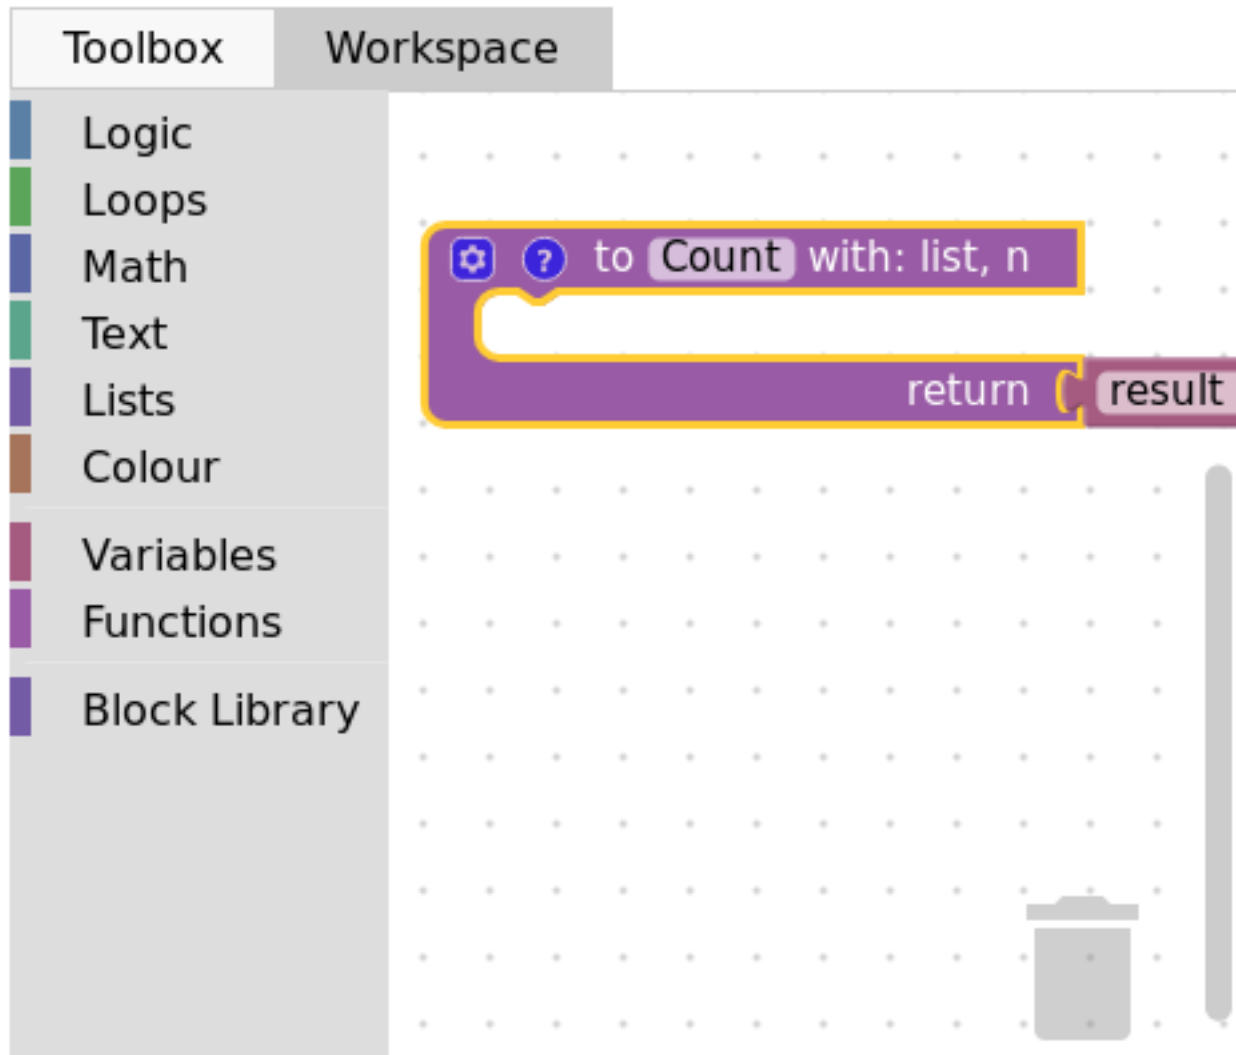 Toolbox Workspace
Logic
Loops
Math
Text
Lists
Colour
Variables
Functions
Block Library
? to Count with: list, n
return result